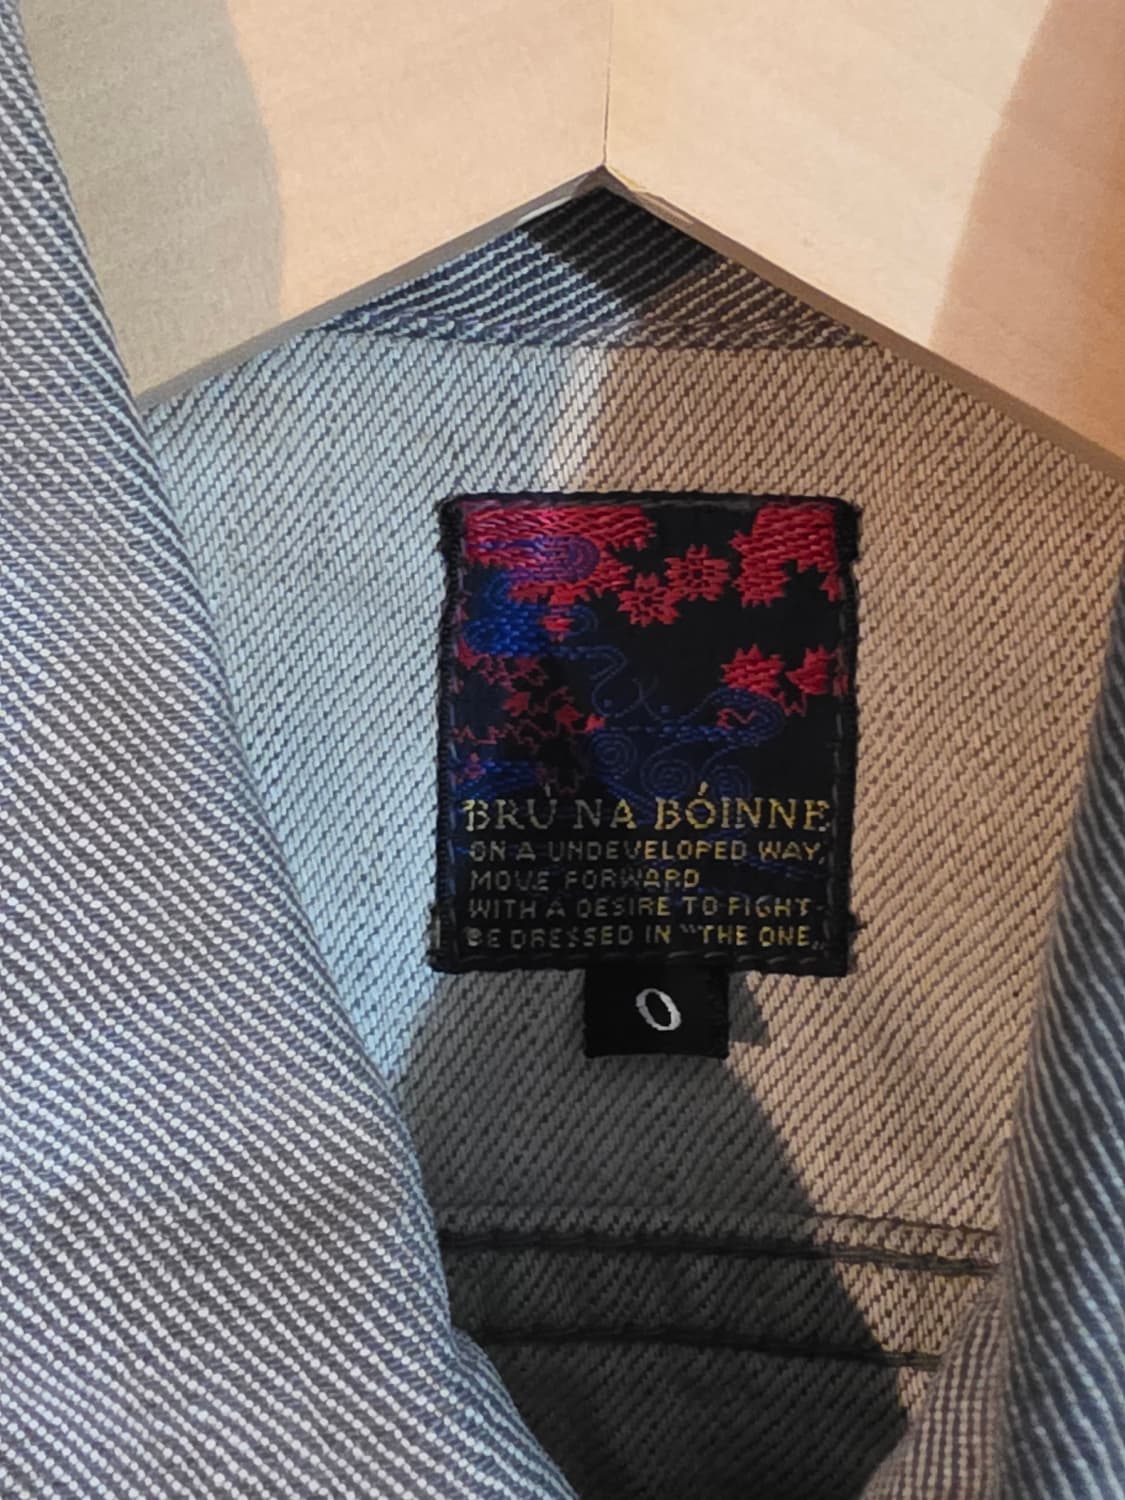 BRÚ NA BÓINNE
ON A UNDEVELOPED WAY,
MOVE FORWARD
WITH A DESIRE TO FIGHT-
BE DRESSED IN "THE ONE„
0